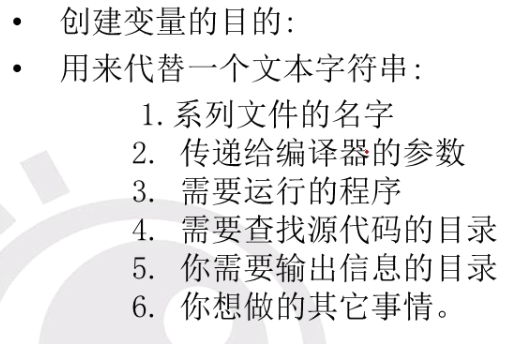 • 创建变量的目的:
• 用来代替一个文本字符串:
1. 系列文件的名字
2. 传递给编译器的参数
3. 需要运行的程序
4. 需要查找源代码的目录
5. 你需要输出信息的目录
6. 你想做的其它事情。